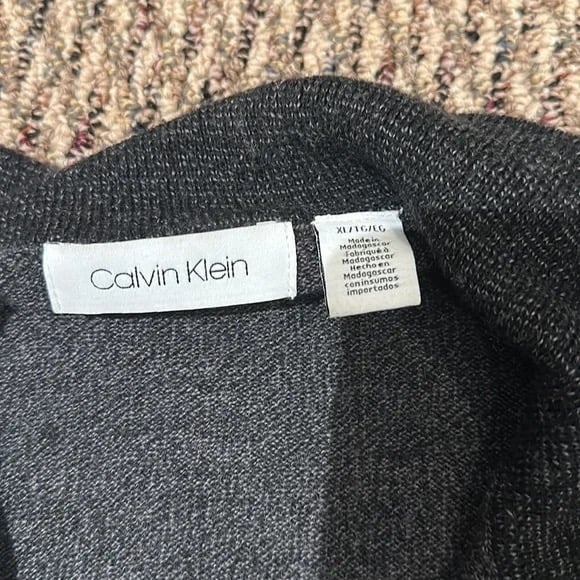 Calvin Klein
XL/TG/EG
Made in
Madagascar
Fabriqué à
Madagascar
Hecho en
Madagascar
con insumos
importados